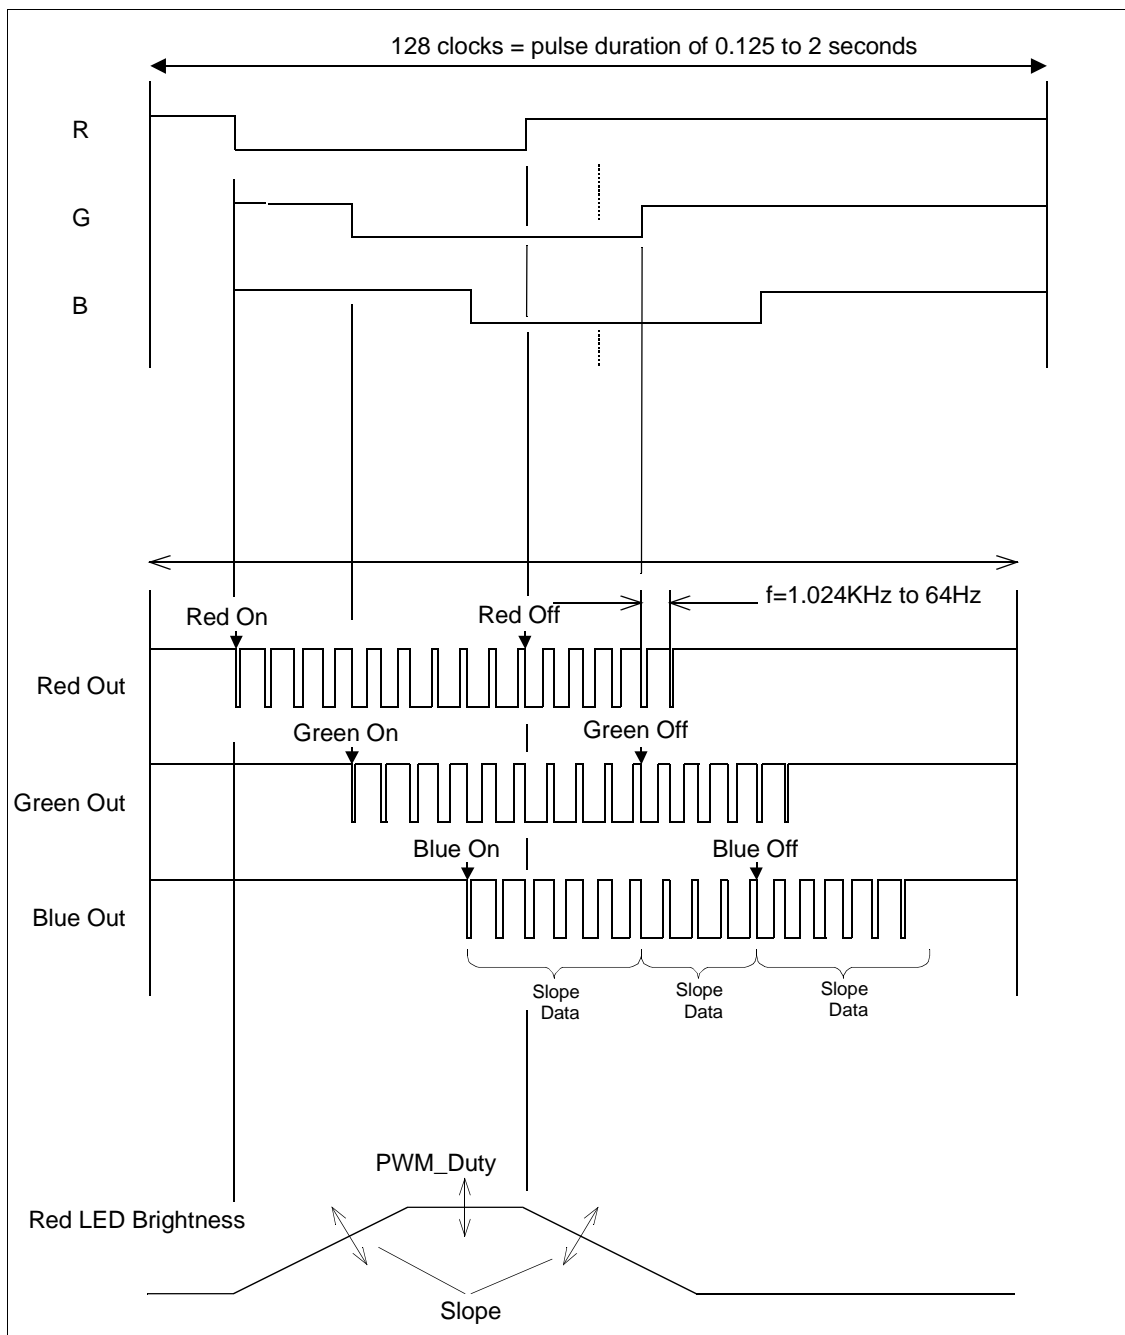 128 clocks = pulse duration of 0.125 to 2 seconds
R
G
B
f=1.024KHz to 64Hz
Red On
Red Off
Red Out
Green On
Green Off
Green Out
Blue On
Blue Off
Blue Out
Slope
Data
Slope
Data
Slope
Data
PWM_Duty
Red LED Brightness
Slope